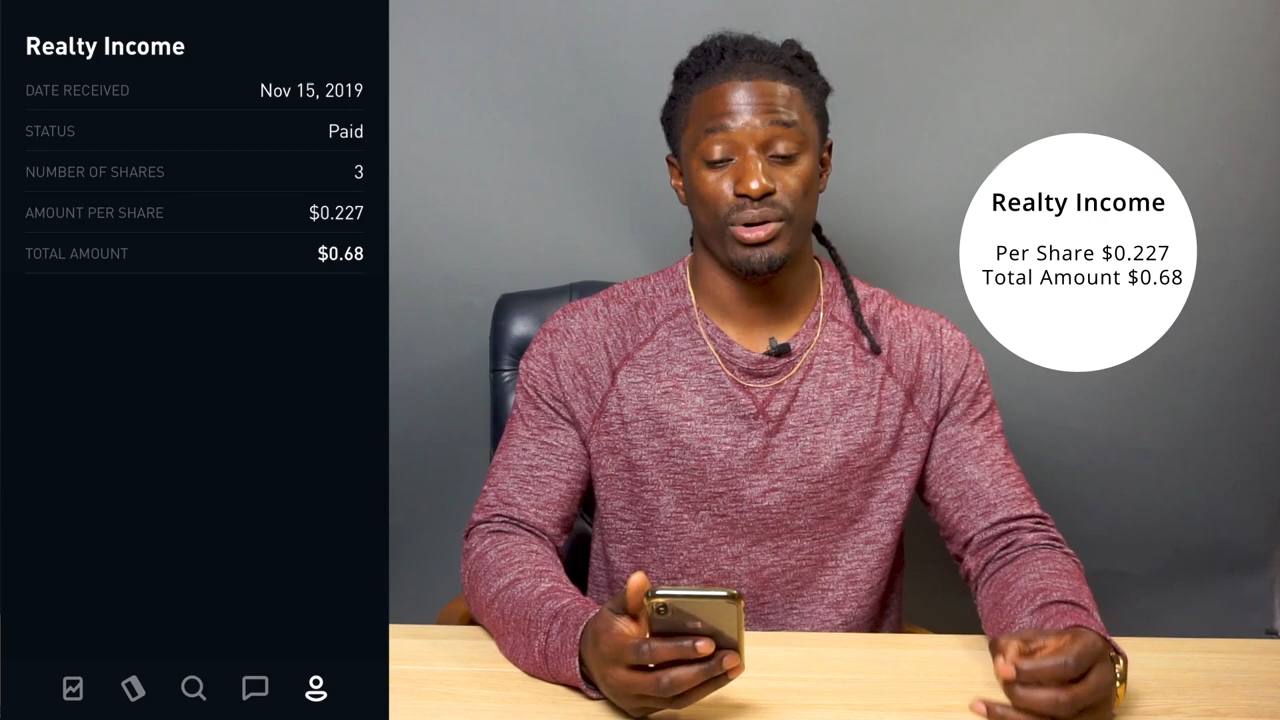 Realty Income
DATE RECEIVED Nov 15, 2019
STATUS Paid
NUMBER OF SHARES 3
AMOUNT PER SHARE $0.227
TOTAL AMOUNT $0.68
Realty Income
Per Share $0.227
Total Amount $0.68